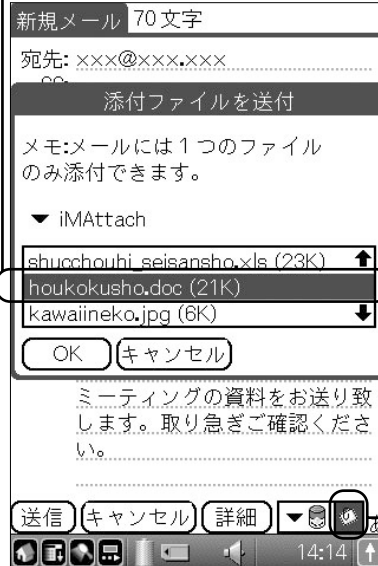 新規メール 70 文字
宛先: xxx@xxx.xxx
添付ファイルを送付
メモ:メールには１つのファイル
のみ添付できます。
▼ iMAttach
shucchouhi_seisansho.xls (23K)
houkokusho.doc (21K)
kawaiineko.jpg (6K)
OK キャンセル
ミーティングの資料をお送り致
します。取り急ぎご確認くださ
い。
送信 キャンセル 詳細 ▼ あ
14:14